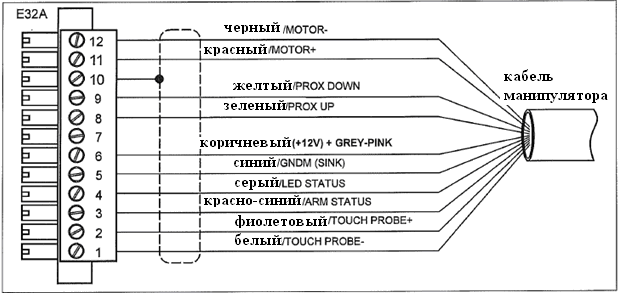 E32A
12
черный/MOTOR-
11
красный/MOTOR+
10
9
желтый/PROX DOWN
8
зеленый/PROX UP
7
6
коричневый(+12V) + GREY-PINK
5
синий/GNDM (SINK)
4
серый/LED STATUS
3
красно-синий/ARM STATUS
2
фиолетовый/TOUCH PROBE+
1
белый/TOUCH PROBE-
кабель
манипулятора